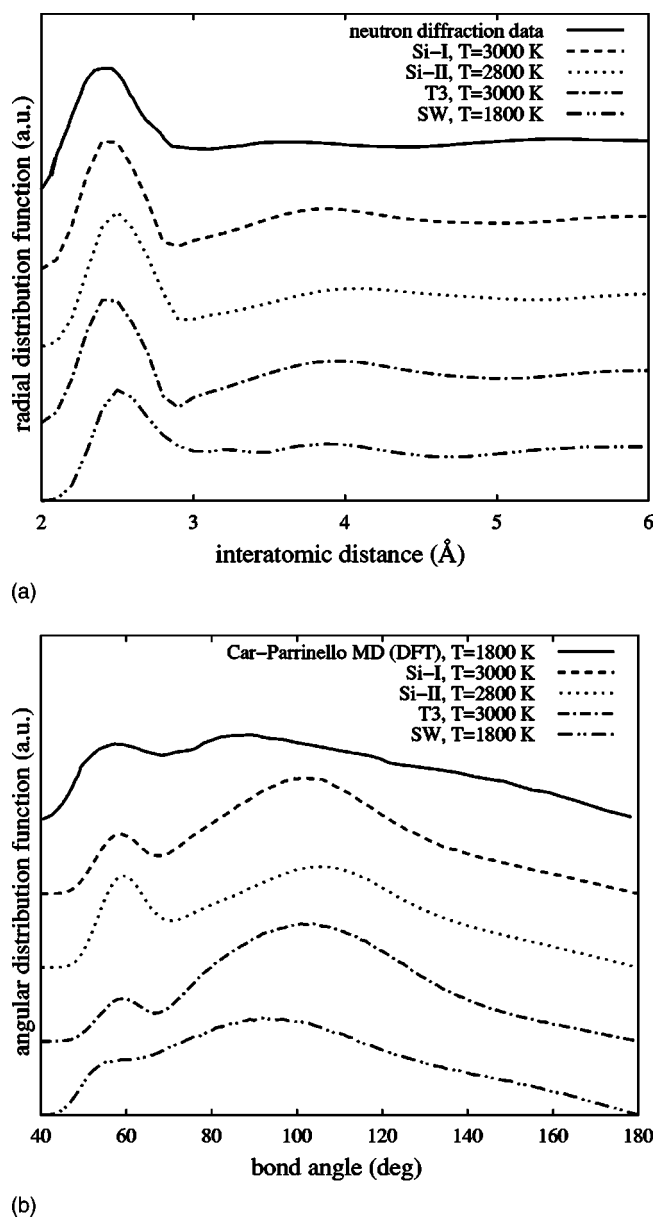 neutron diffraction data
Si−I, T=3000 K
Si−II, T=2800 K
T3, T=3000 K
SW, T=1800 K
radial distribution function (a.u.)
2 3 4 5 6
interatomic distance (Å)
(a)
Car−Parrinello MD (DFT), T=1800 K
Si−I, T=3000 K
Si−II, T=2800 K
T3, T=3000 K
SW, T=1800 K
angular distribution function (a.u.)
40 60 80 100 120 140 160 180
bond angle (deg)
(b)